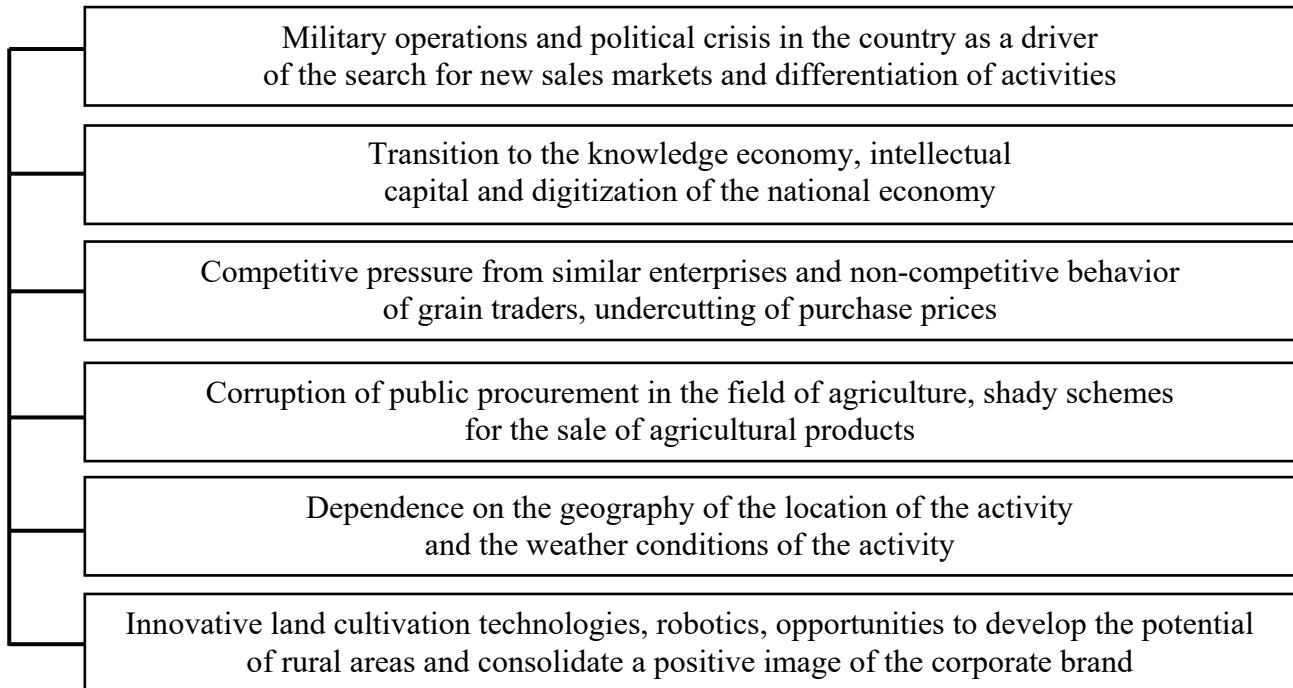 Military operations and political crisis in the country as a driver
of the search for new sales markets and differentiation of activities
Transition to the knowledge economy, intellectual
capital and digitization of the national economy
Competitive pressure from similar enterprises and non-competitive behavior
of grain traders, undercutting of purchase prices
Corruption of public procurement in the field of agriculture, shady schemes
for the sale of agricultural products
Dependence on the geography of the location of the activity
and the weather conditions of the activity
Innovative land cultivation technologies, robotics, opportunities to develop the potential
of rural areas and consolidate a positive image of the corporate brand